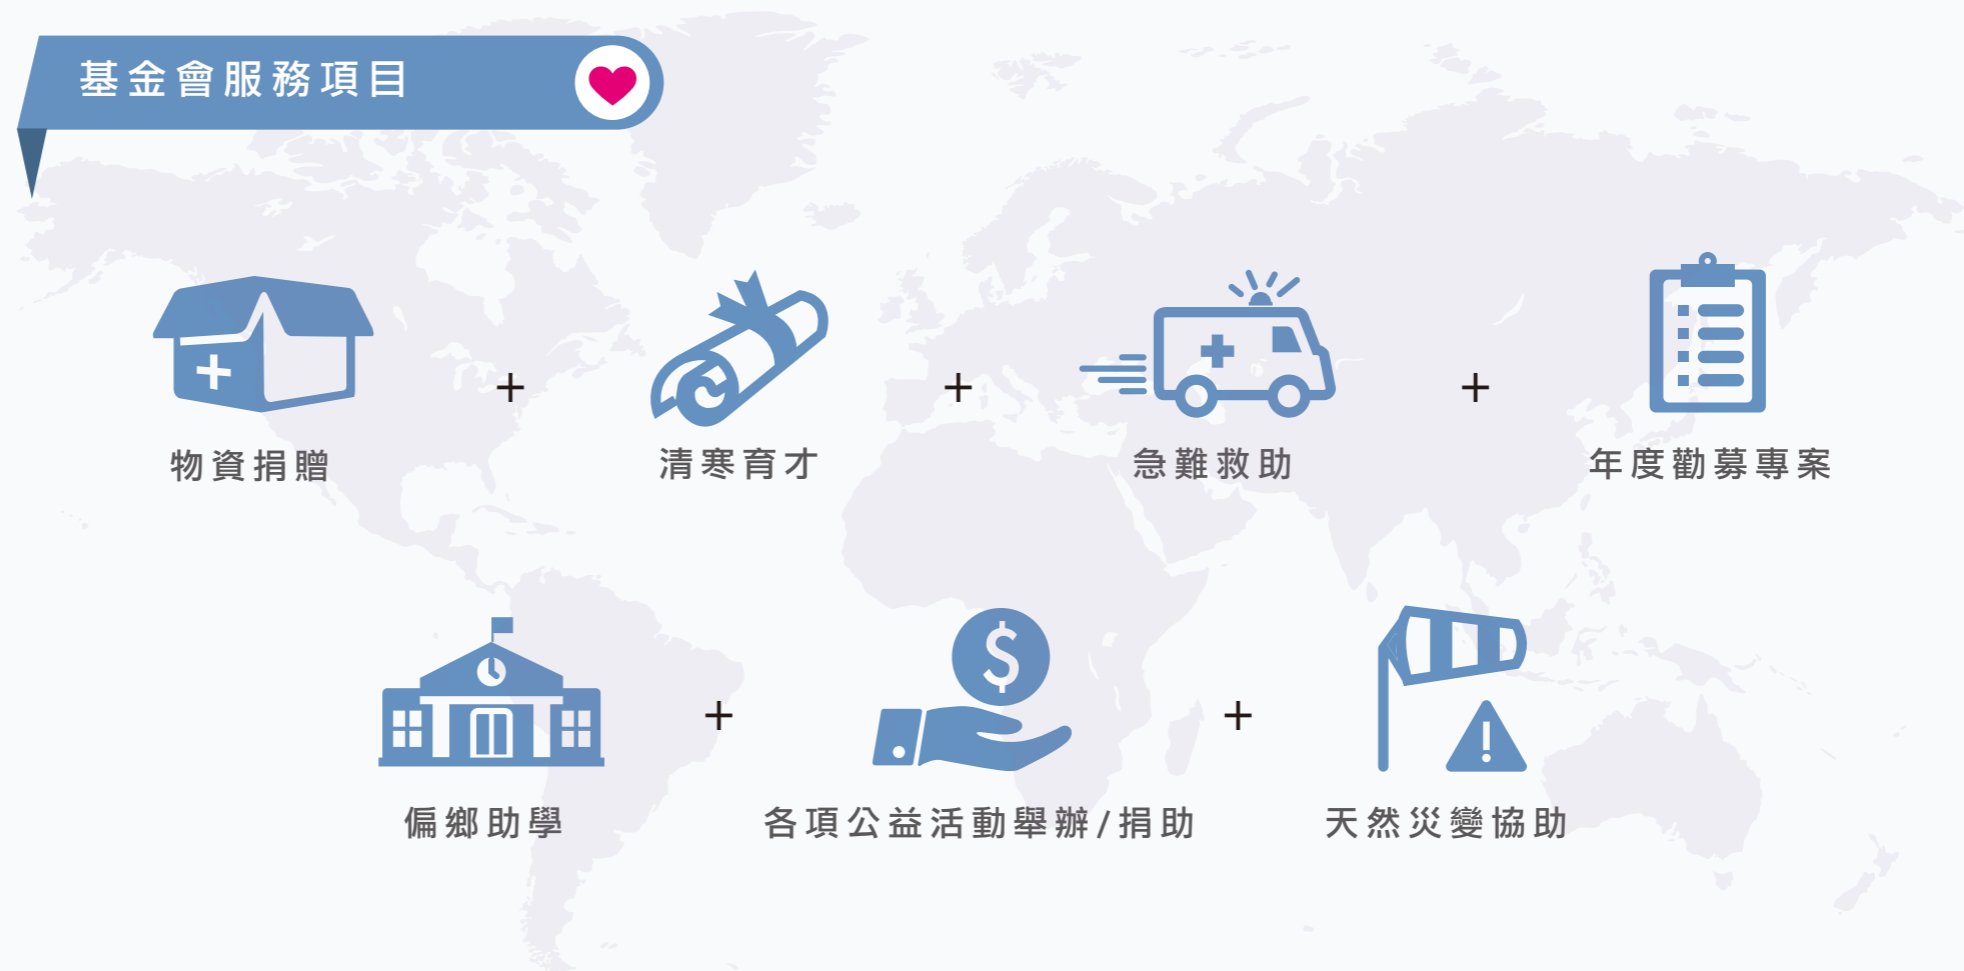 基金會服務項目
物資捐贈
+
清寒育才
+
急難救助
+
年度勸募專案
偏鄉助學
+
各項公益活動舉辦/捐助
+
天然災變協助